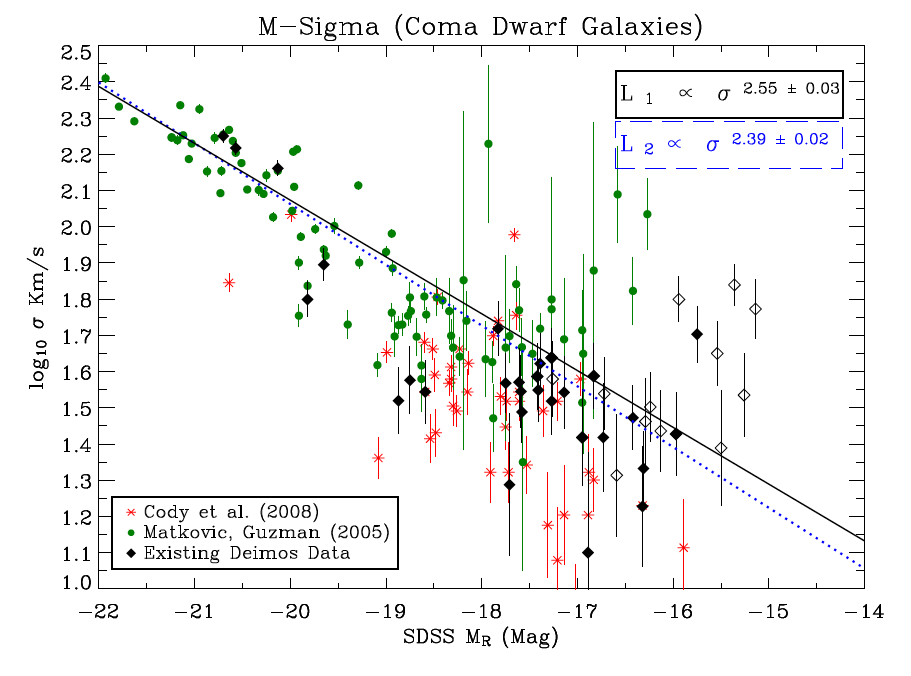 M-Sigma (Coma Dwarf Galaxies)
L 1 ∝ σ 2.55 ± 0.03
L 2 ∝ σ 2.39 ± 0.02
2.5
2.4
2.3
2.2
2.1
2.0
1.9
1.8
1.7
1.6
1.5
1.4
1.3
1.2
1.1
1.0
log10 σ Km/s
Cody et al. (2008)
Matkovic, Guzman (2005)
Existing Deimos Data
-22 -21 -20 -19 -18 -17 -16 -15 -14
SDSS MR (Mag)